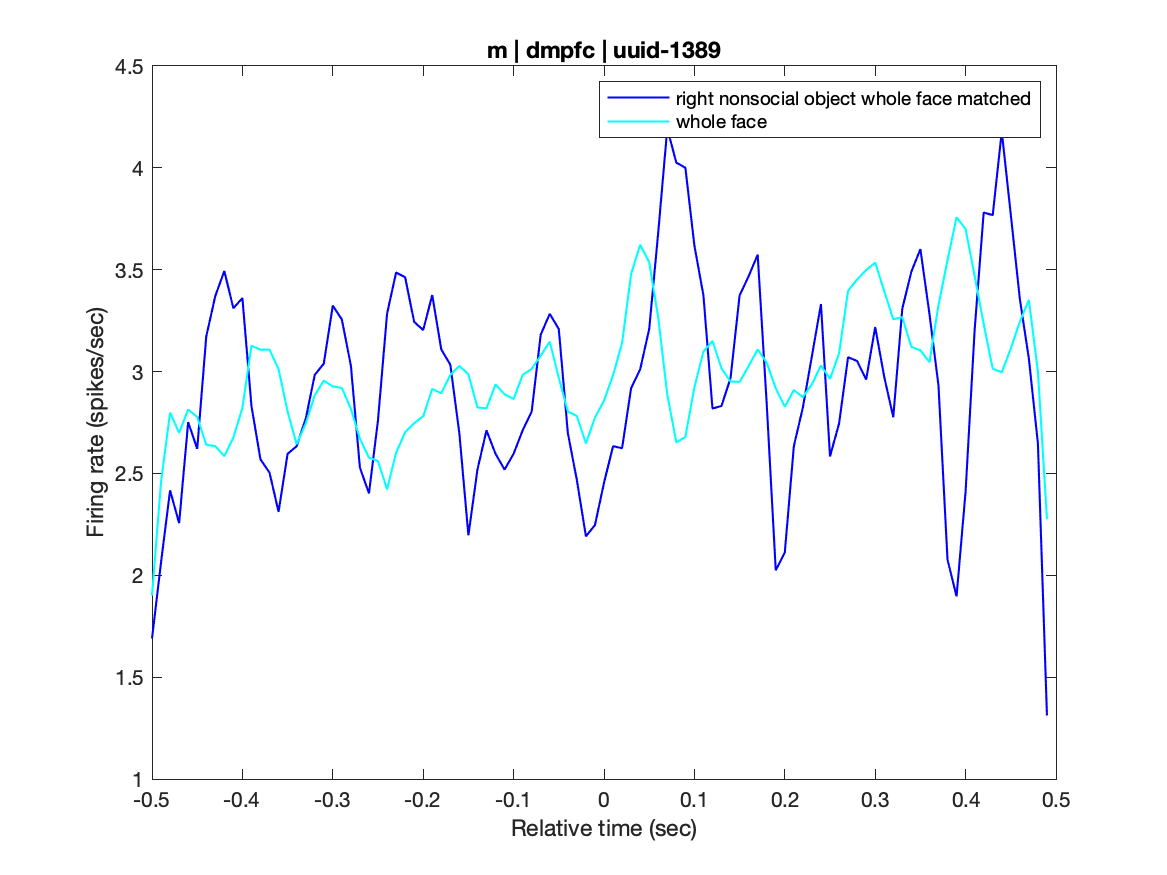 m | dmpfc | uuid-1389
4.5
right nonsocial object whole face matched
whole face
4
3.5
3
2.5
2
1.5
1
Firing rate (spikes/sec)
-0.5 -0.4 -0.3 -0.2 -0.1 0 0.1 0.2 0.3 0.4 0.5
Relative time (sec)